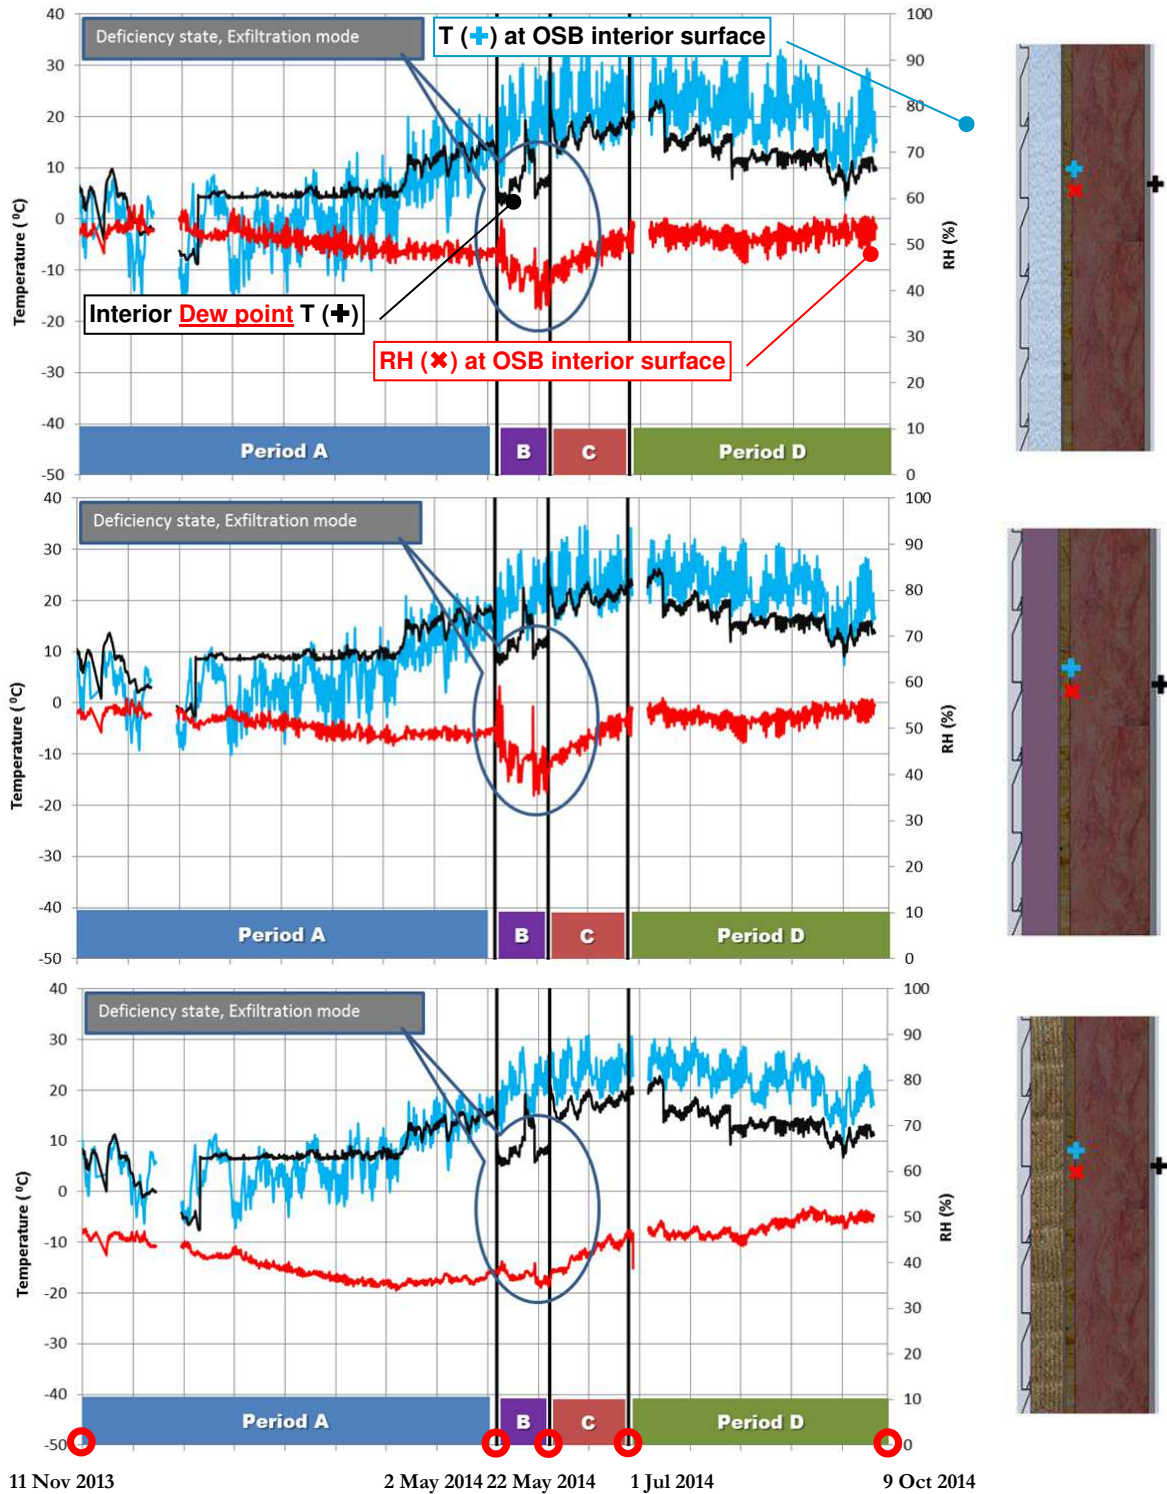 40
30
20
10
0
-10
-20
-30
-40
-50
Temperature ( ⁰C)
100
90
80
70
60
50
40
30
20
10
0
RH (%)
Deficiency state, Exfiltration mode
T (✚) at OSB interior surface
Interior Dew point T (✚)
RH (✖) at OSB interior surface
Period A
B
C
Period D
40
30
20
10
0
-10
-20
-30
-40
-50
Temperature ( ⁰C)
100
90
80
70
60
50
40
30
20
10
0
RH (%)
Deficiency state, Exfiltration mode
Period A
B
C
Period D
40
30
20
10
0
-10
-20
-30
-40
-50
Temperature ( ⁰C)
100
90
80
70
60
50
40
30
20
10
0
RH (%)
Deficiency state, Exfiltration mode
Period A
B
C
Period D
11 Nov 2013 2 May 2014 22 May 2014 1 Jul 2014 9 Oct 2014